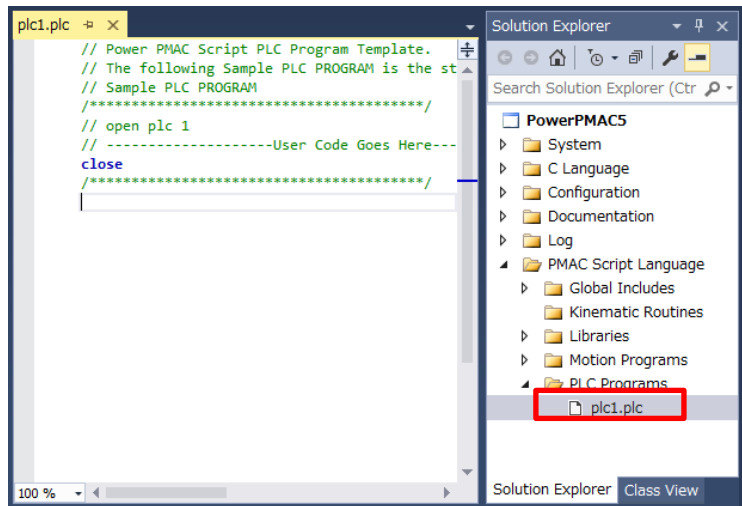 plc1.plc
// Power PMAC Script PLC Program Template.
// The following Sample PLC PROGRAM is the st
// Sample PLC PROGRAM
/****************************************/
// open plc 1
// --------------------User Code Goes Here---
close
/****************************************/
100 %
Solution Explorer
Search Solution Explorer (Ctr
PowerPMAC5
System
C Language
Configuration
Documentation
Log
PMAC Script Language
Global Includes
Kinematic Routines
Libraries
Motion Programs
PLC Programs
plc1.plc
Solution Explorer Class View